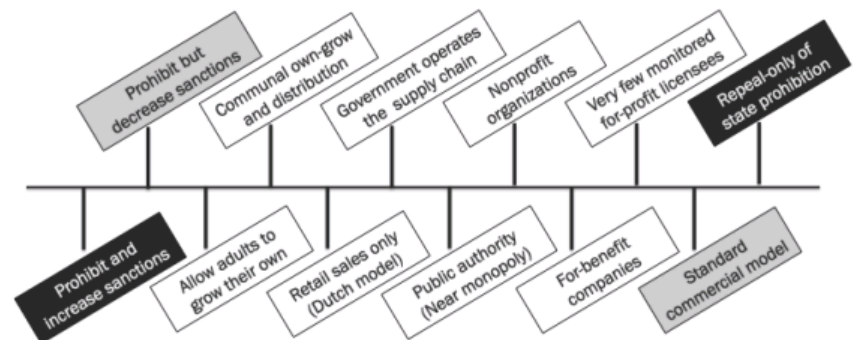 Prohibit but
decrease sanctions
Communal own-grow
and distribution
Government operates
the supply chain
Nonprofit
organizations
Very few monitored
for-profit licensees
Repeal-only of
state prohibition
Prohibit and
increase sanctions
Allow adults to
grow their own
Retail sales only
(Dutch model)
Public authority
(Near monopoly)
For-benefit
companies
Standard
commercial model